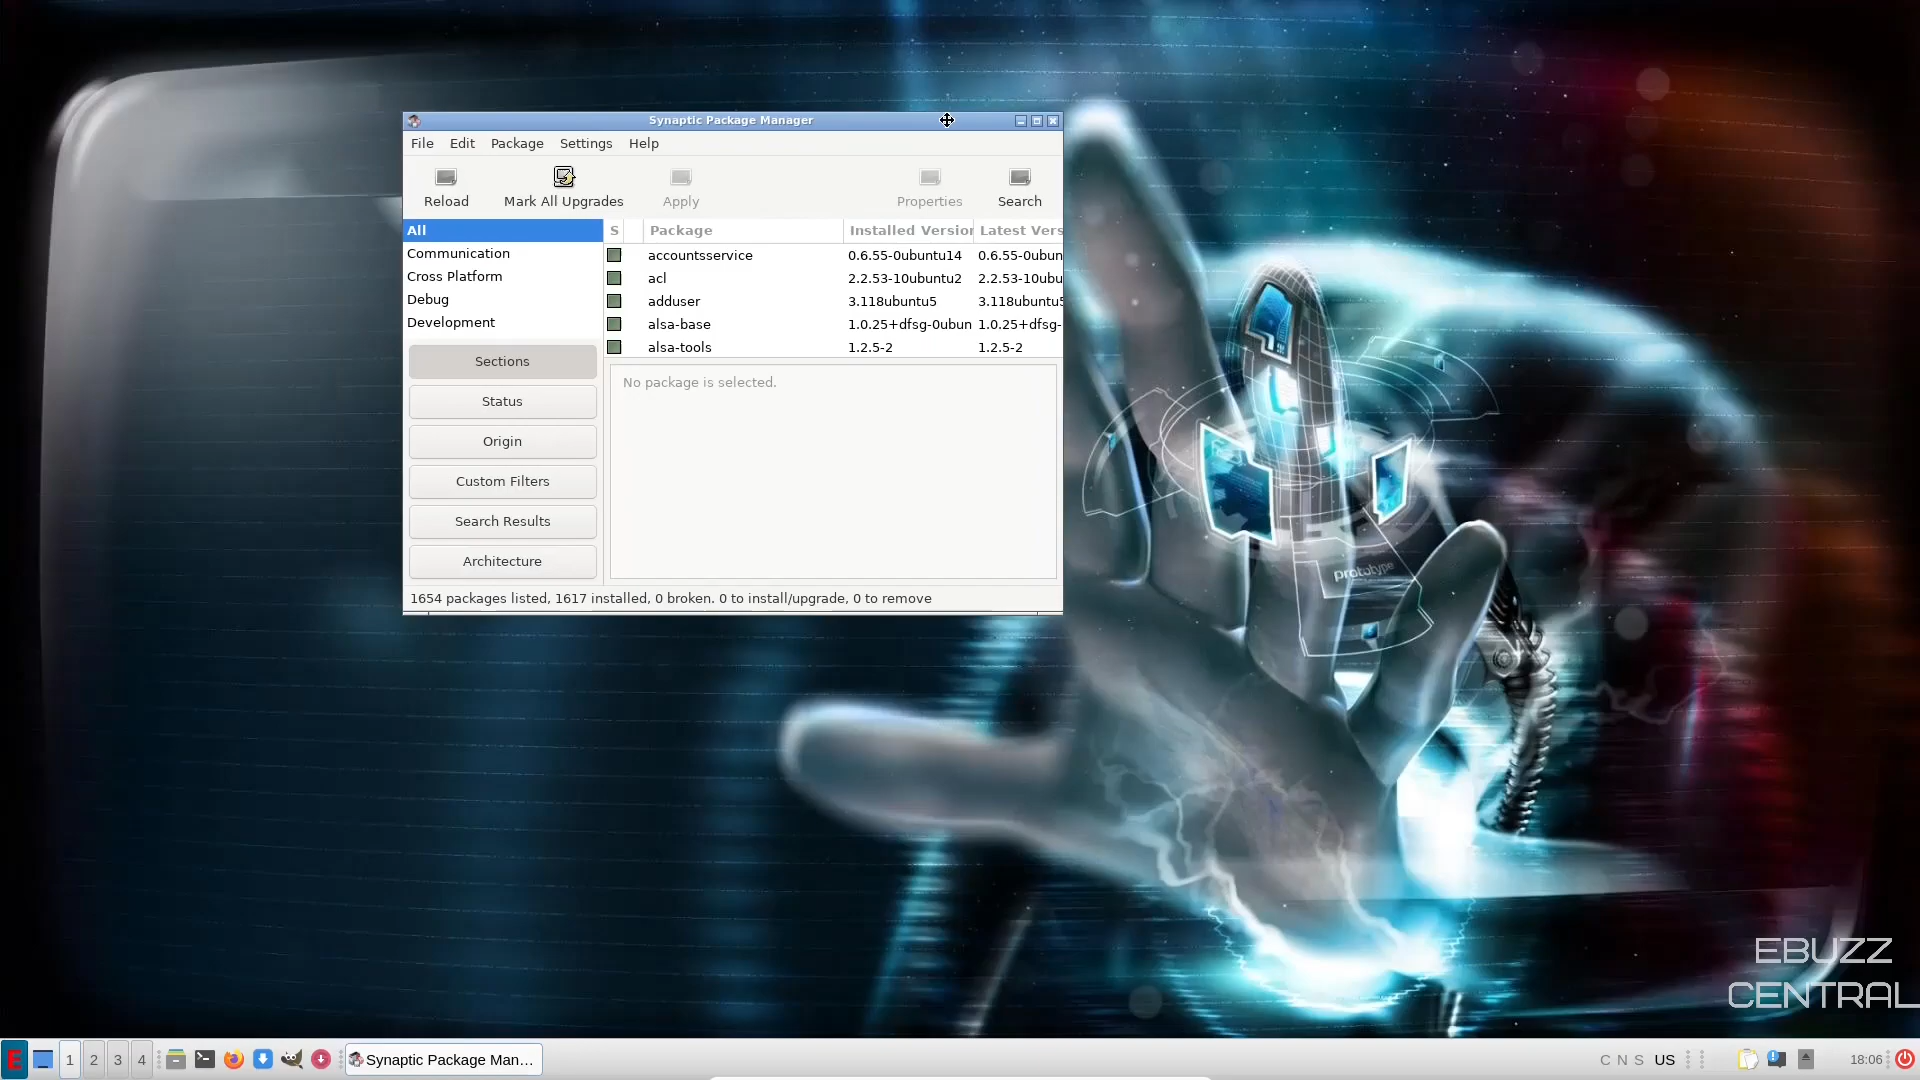 Synaptic Package Manager
File Edit Package Settings Help
Reload Mark All Upgrades Apply Properties Search
All
Communication
Cross Platform
Debug
Development
Sections
Status
Origin
Custom Filters
Search Results
Architecture
S Package Installed Version Latest Vers
accountsservice 0.6.55-0ubuntu14 0.6.55-0ubun
acl 2.2.53-10ubuntu2 2.2.53-10ubu
adduser 3.118ubuntu5 3.118ubuntu5
alsa-base 1.0.25+dfsg-0ubun 1.0.25+dfsg-
alsa-tools 1.2.5-2 1.2.5-2
No package is selected.
1654 packages listed, 1617 installed, 0 broken. 0 to install/upgrade, 0 to remove
prototype
EBUZZ
CENTRAL
E 1 2 3 4 Synaptic Package Man... C N S US 18:06